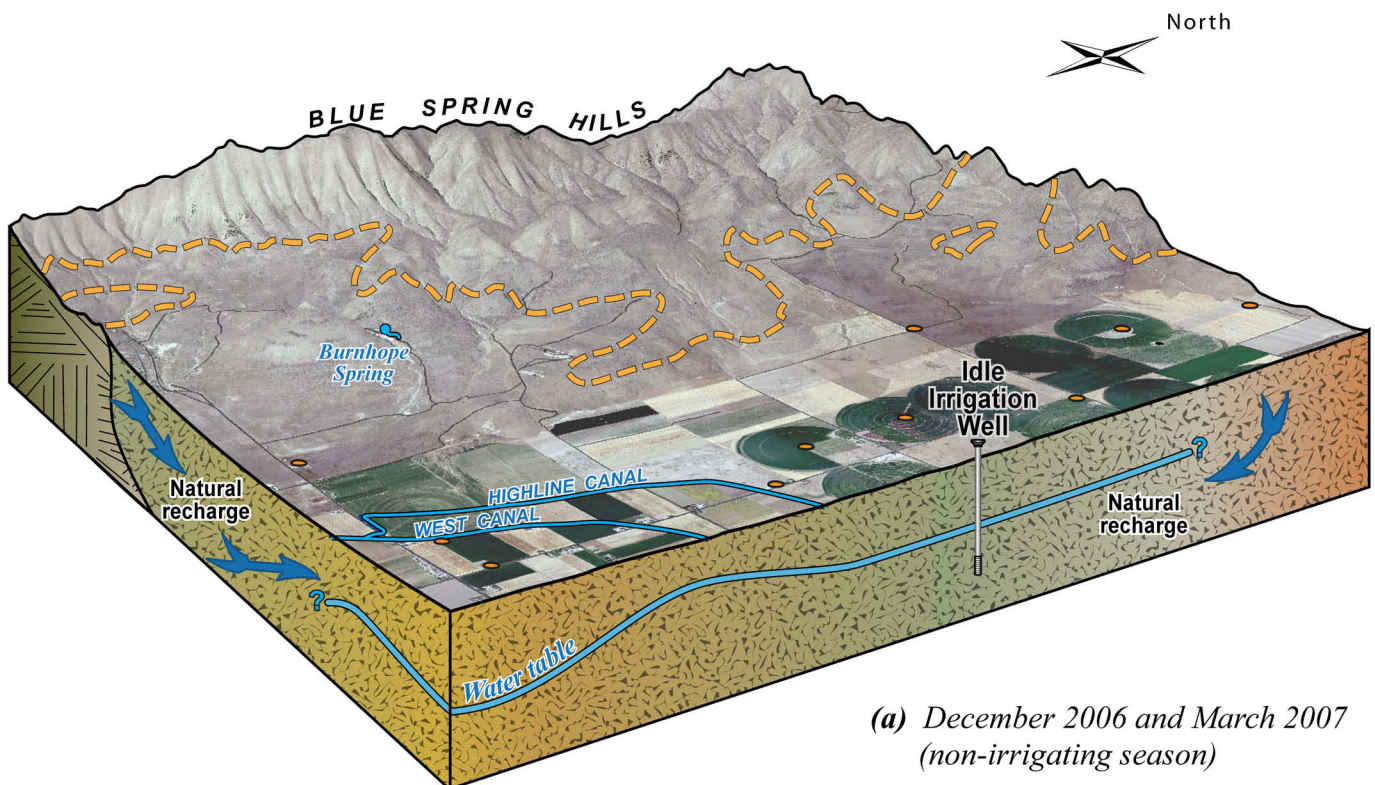 North
BLUE SPRING HILLS
Burnhope
Spring
Idle
Irrigation
Well
?
Natural
recharge
HIGHLINE CANAL
WEST CANAL
Natural
recharge
?
Water table
(a) December 2006 and March 2007
(non-irrigating season)